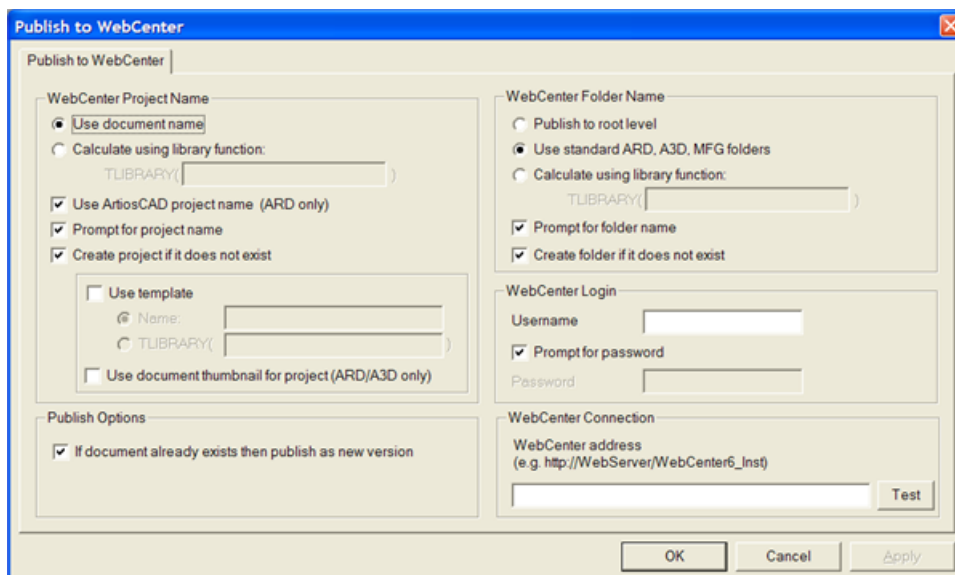 Publish to WebCenter
Publish to WebCenter
WebCenter Project Name
Use document name
Calculate using library function:
TLIBRARY( )
Use ArtiosCAD project name (ARD only)
Prompt for project name
Create project if it does not exist
Use template
Name:
TLIBRARY( )
Use document thumbnail for project (ARD/A3D only)
Publish Options
If document already exists then publish as new version
WebCenter Folder Name
Publish to root level
Use standard ARD, A3D, MFG folders
Calculate using library function:
TLIBRARY( )
Prompt for folder name
Create folder if it does not exist
WebCenter Login
Username
Prompt for password
Password
WebCenter Connection
WebCenter address
(e.g. http://WebServer/WebCenter6_Inst)
Test
OK
Cancel
Apply